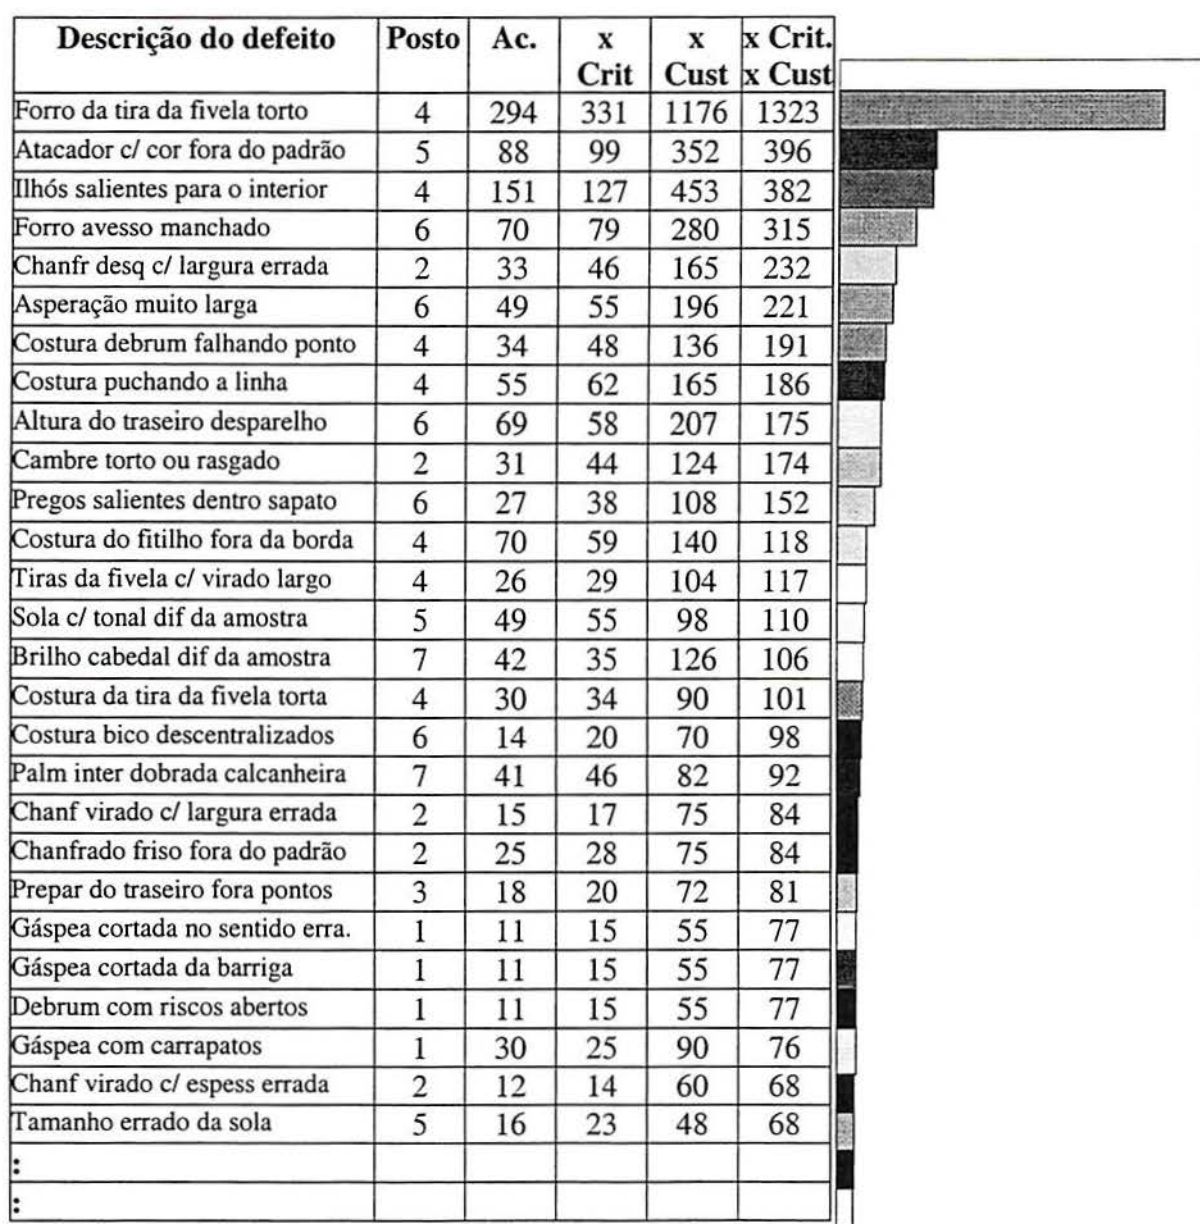 Descrição do defeito Posto Ac. x Crit x Cust x Crit. x Cust
Forro da tira da fivela torto 4 294 331 1176 1323
Atacador c/ cor fora do padrão 5 88 99 352 396
Ilhós salientes para o interior 4 151 127 453 382
Forro avesso manchado 6 70 79 280 315
Chanfr desq c/ largura errada 2 33 46 165 232
Asperação muito larga 6 49 55 196 221
Costura debrum falhando ponto 4 34 48 136 191
Costura puchando a linha 4 55 62 165 186
Altura do traseiro desparelho 6 69 58 207 175
Cambre torto ou rasgado 2 31 44 124 174
Pregos salientes dentro sapato 6 27 38 108 152
Costura do fitilho fora da borda 4 70 59 140 118
Tiras da fivela c/ virado largo 4 26 29 104 117
Sola c/ tonal dif da amostra 5 49 55 98 110
Brilho cabedal dif da amostra 7 42 35 126 106
Costura da tira da fivela torta 4 30 34 90 101
Costura bico descentralizados 6 14 20 70 98
Palm inter dobrada calcanheira 7 41 46 82 92
Chanf virado c/ largura errada 2 15 17 75 84
Chanfrado friso fora do padrão 2 25 28 75 84
Prepar do traseiro fora pontos 3 18 20 72 81
Gáspea cortada no sentido erra. 1 11 15 55 77
Gáspea cortada da barriga 1 11 15 55 77
Debrum com riscos abertos 1 11 15 55 77
Gáspea com carrapatos 1 30 25 90 76
Chanf virado c/ espess errada 2 12 14 60 68
Tamanho errado da sola 5 16 23 48 68
:
: